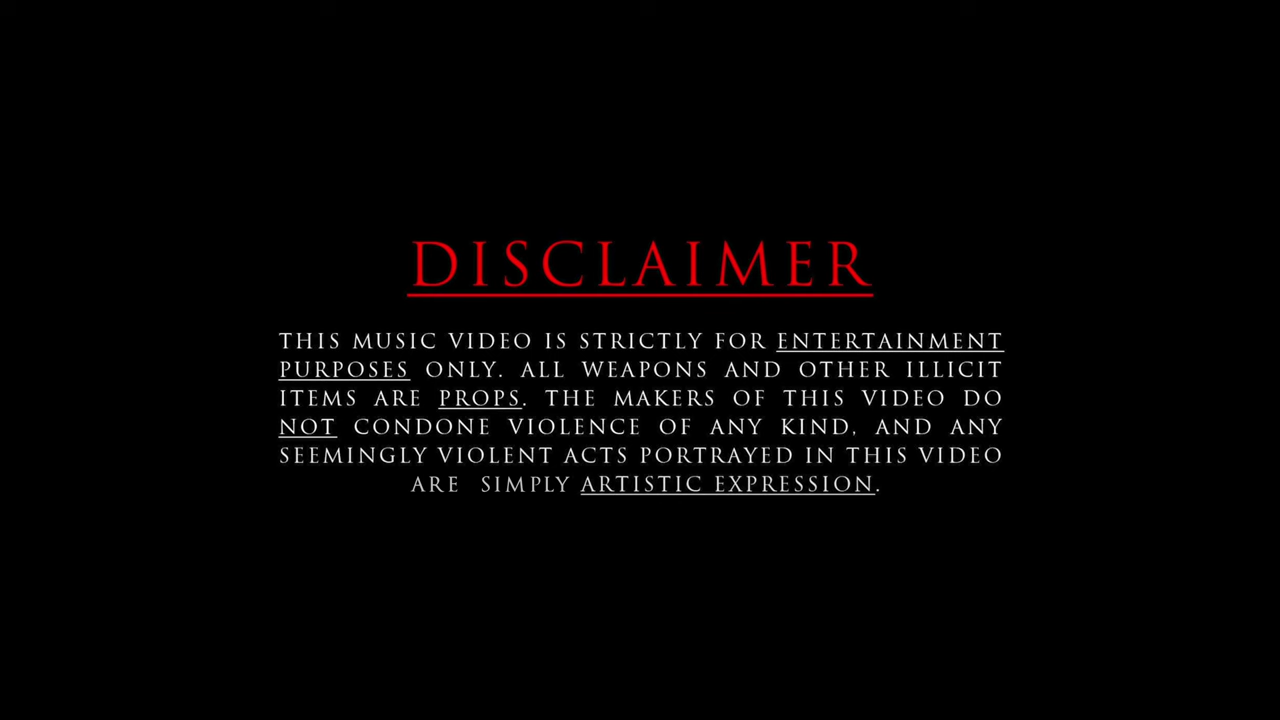 DISCLAIMER
THIS MUSIC VIDEO IS STRICTLY FOR ENTERTAINMENT
PURPOSES ONLY. ALL WEAPONS AND OTHER ILLICIT
ITEMS ARE PROPS. THE MAKERS OF THIS VIDEO DO
NOT CONDONE VIOLENCE OF ANY KIND, AND ANY
SEEMINGLY VIOLENT ACTS PORTRAYED IN THIS VIDEO
ARE SIMPLY ARTISTIC EXPRESSION.